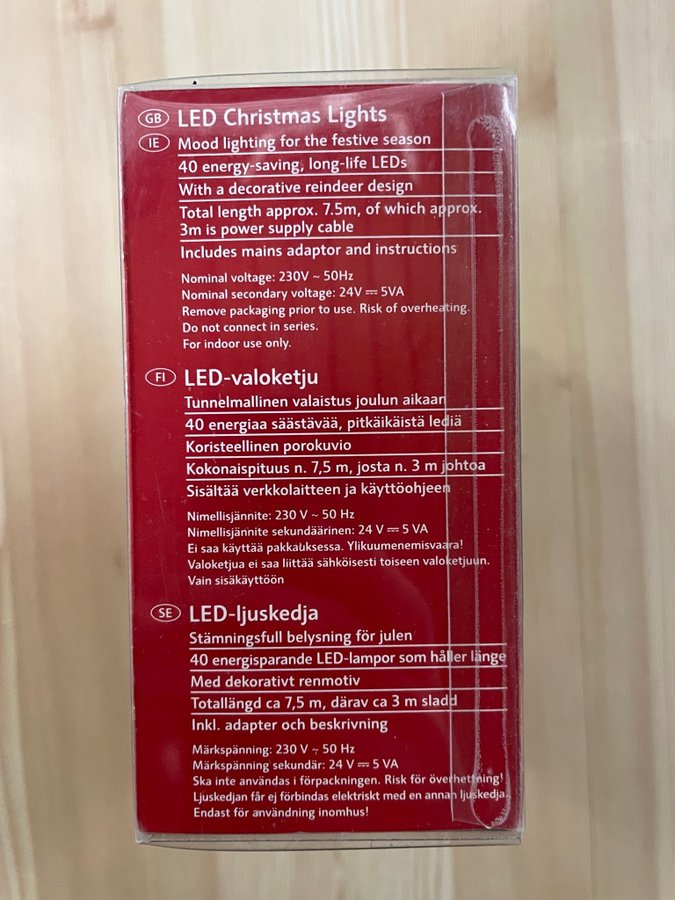 GB LED Christmas Lights
IE Mood lighting for the festive season
40 energy-saving, long-life LEDs
With a decorative reindeer design
Total length approx. 7.5m, of which approx.
3m is power supply cable
Includes mains adaptor and instructions
Nominal voltage: 230V ~ 50Hz
Nominal secondary voltage: 24V ⎓ 5VA
Remove packaging prior to use. Risk of overheating.
Do not connect in series.
For indoor use only.
FI LED-valoketju
Tunnelmallinen valaistus joulun aikaan
40 energiaa säästävää, pitkäikäistä lediä
Koristeellinen porokuvio
Kokonaispituus n. 7,5 m, josta n. 3 m johtoa
Sisältää verkkolaitteen ja käyttöohjeen
Nimellisjännite: 230 V ~ 50 Hz
Nimellisjännite sekundäärinen: 24 V ⎓ 5 VA
Ei saa käyttää pakkauksessa. Ylikuumenemisvaara!
Valoketjua ei saa liittää sähköisesti toiseen valoketjuun.
Vain sisäkäyttöön
SE LED-ljuskedja
Stämningsfull belysning för julen
40 energisparande LED-lampor som håller länge
Med dekorativt renmotiv
Totallängd ca 7,5 m, därav ca 3 m sladd
Inkl. adapter och beskrivning
Märkspänning: 230 V ~ 50 Hz
Märkspänning sekundär: 24 V ⎓ 5 VA
Ska inte användas i förpackningen. Risk för överhettning!
Ljuskedjan får ej förbindas elektriskt med en annan ljuskedja.
Endast för användning inomhus!